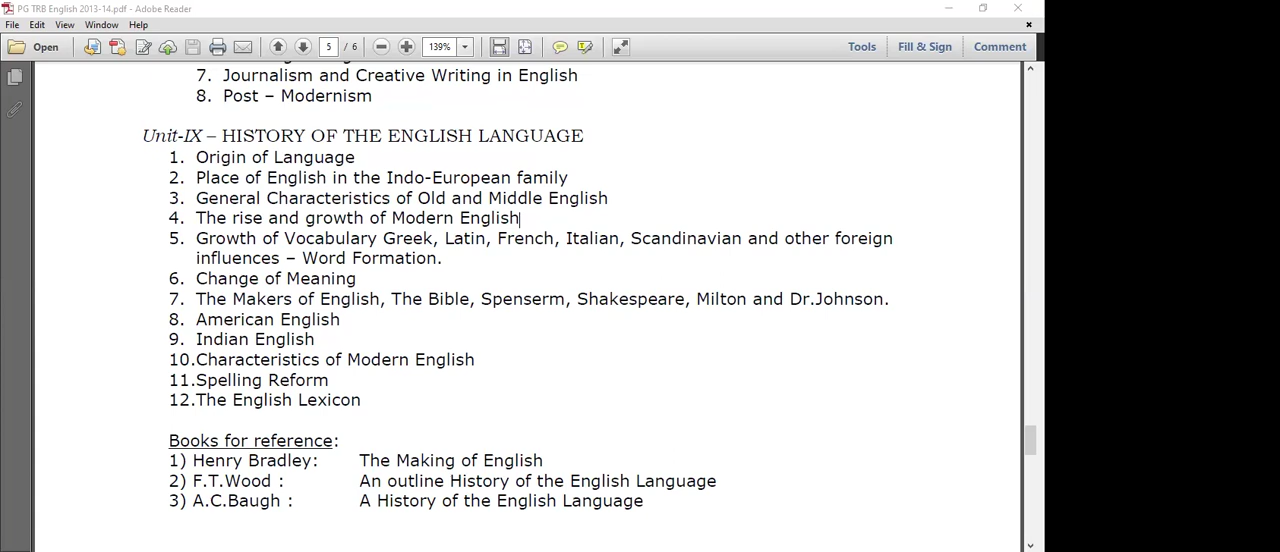 PG TRB English 2013-14.pdf - Adobe Reader
File Edit View Window Help
Open 5 / 6 139% Tools Fill & Sign Comment
7. Journalism and Creative Writing in English
8. Post – Modernism
Unit-IX – HISTORY OF THE ENGLISH LANGUAGE
1. Origin of Language
2. Place of English in the Indo-European family
3. General Characteristics of Old and Middle English
4. The rise and growth of Modern English
5. Growth of Vocabulary Greek, Latin, French, Italian, Scandinavian and other foreign
influences – Word Formation.
6. Change of Meaning
7. The Makers of English, The Bible, Spenserm, Shakespeare, Milton and Dr.Johnson.
8. American English
9. Indian English
10.Characteristics of Modern English
11.Spelling Reform
12.The English Lexicon
Books for reference:
1) Henry Bradley: The Making of English
2) F.T.Wood : An outline History of the English Language
3) A.C.Baugh : A History of the English Language